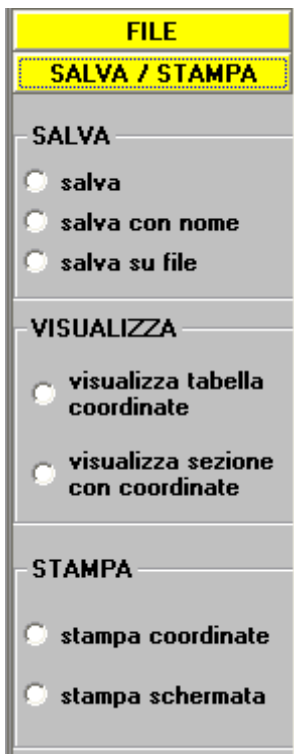 FILE
SALVA / STAMPA
SALVA
salva
salva con nome
salva su file
VISUALIZZA
visualizza tabella
coordinate
visualizza sezione
con coordinate
STAMPA
stampa coordinate
stampa schermata